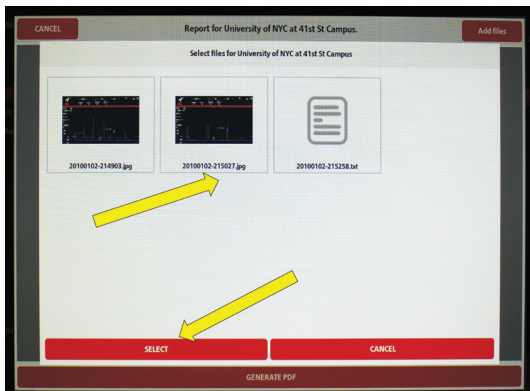 CANCEL
Report for University of NYC at 41st St Campus.
Add files
Select files for University of NYC at 41st St Campus
20100102-214903.jpg
20100102-215027.jpg
20100102-215258.txt
SELECT
CANCEL
GENERATE PDF